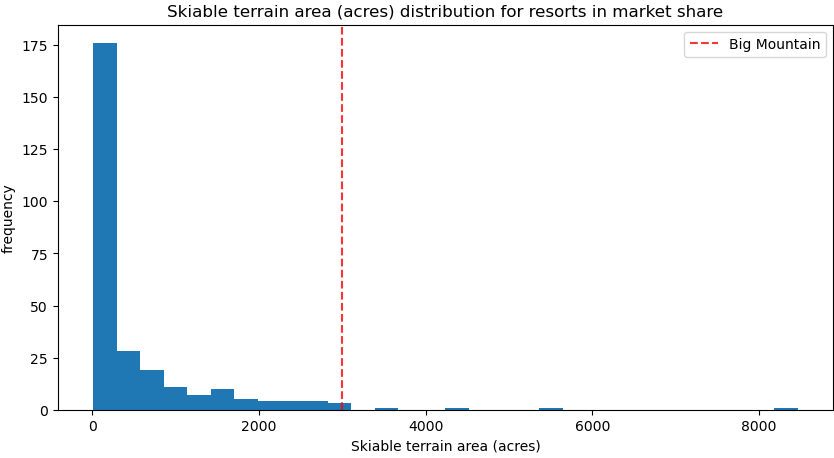 Skiable terrain area (acres) distribution for resorts in market share
Big Mountain
frequency
175
150
125
100
75
50
25
0
0 2000 4000 6000 8000
Skiable terrain area (acres)